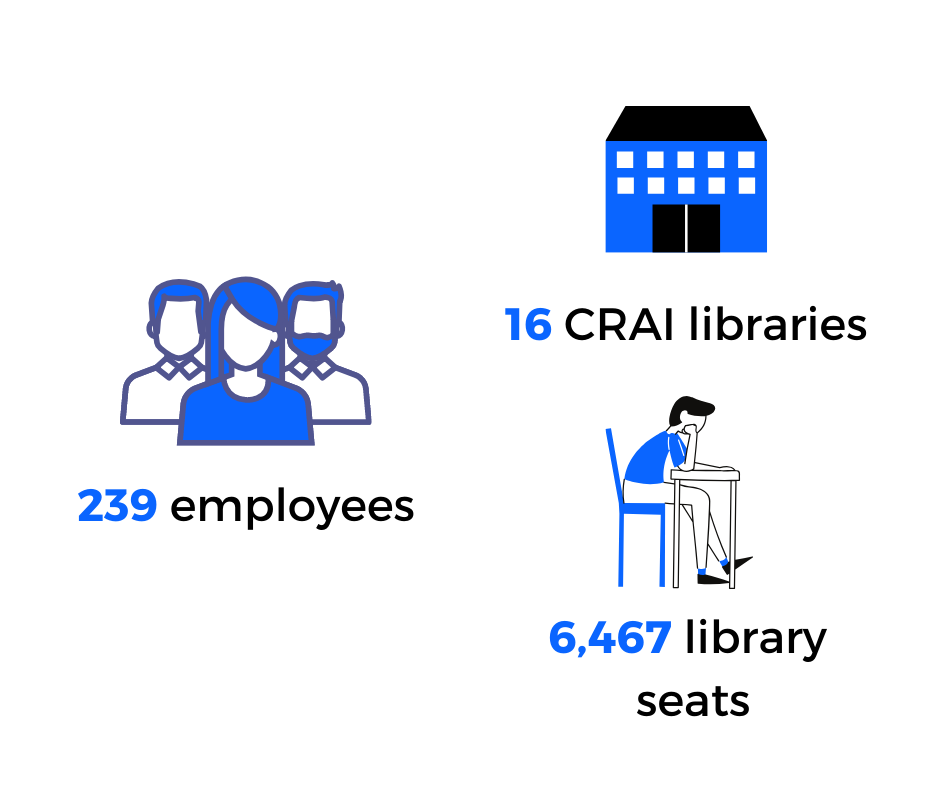 239 employees
16 CRAI libraries
6,467 library
seats